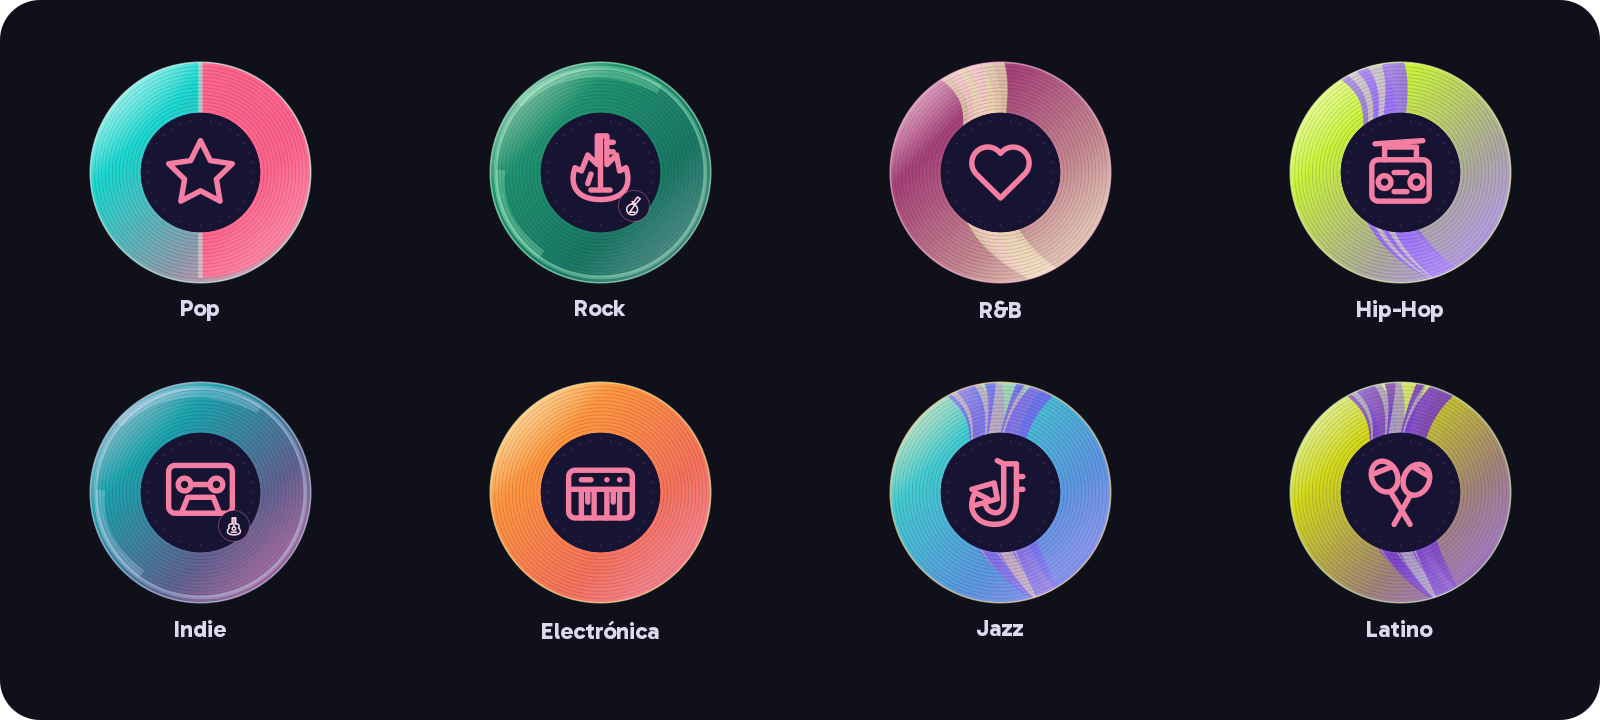 Pop
Rock
R&B
Hip-Hop
Indie
Electrónica
Jazz
Latino